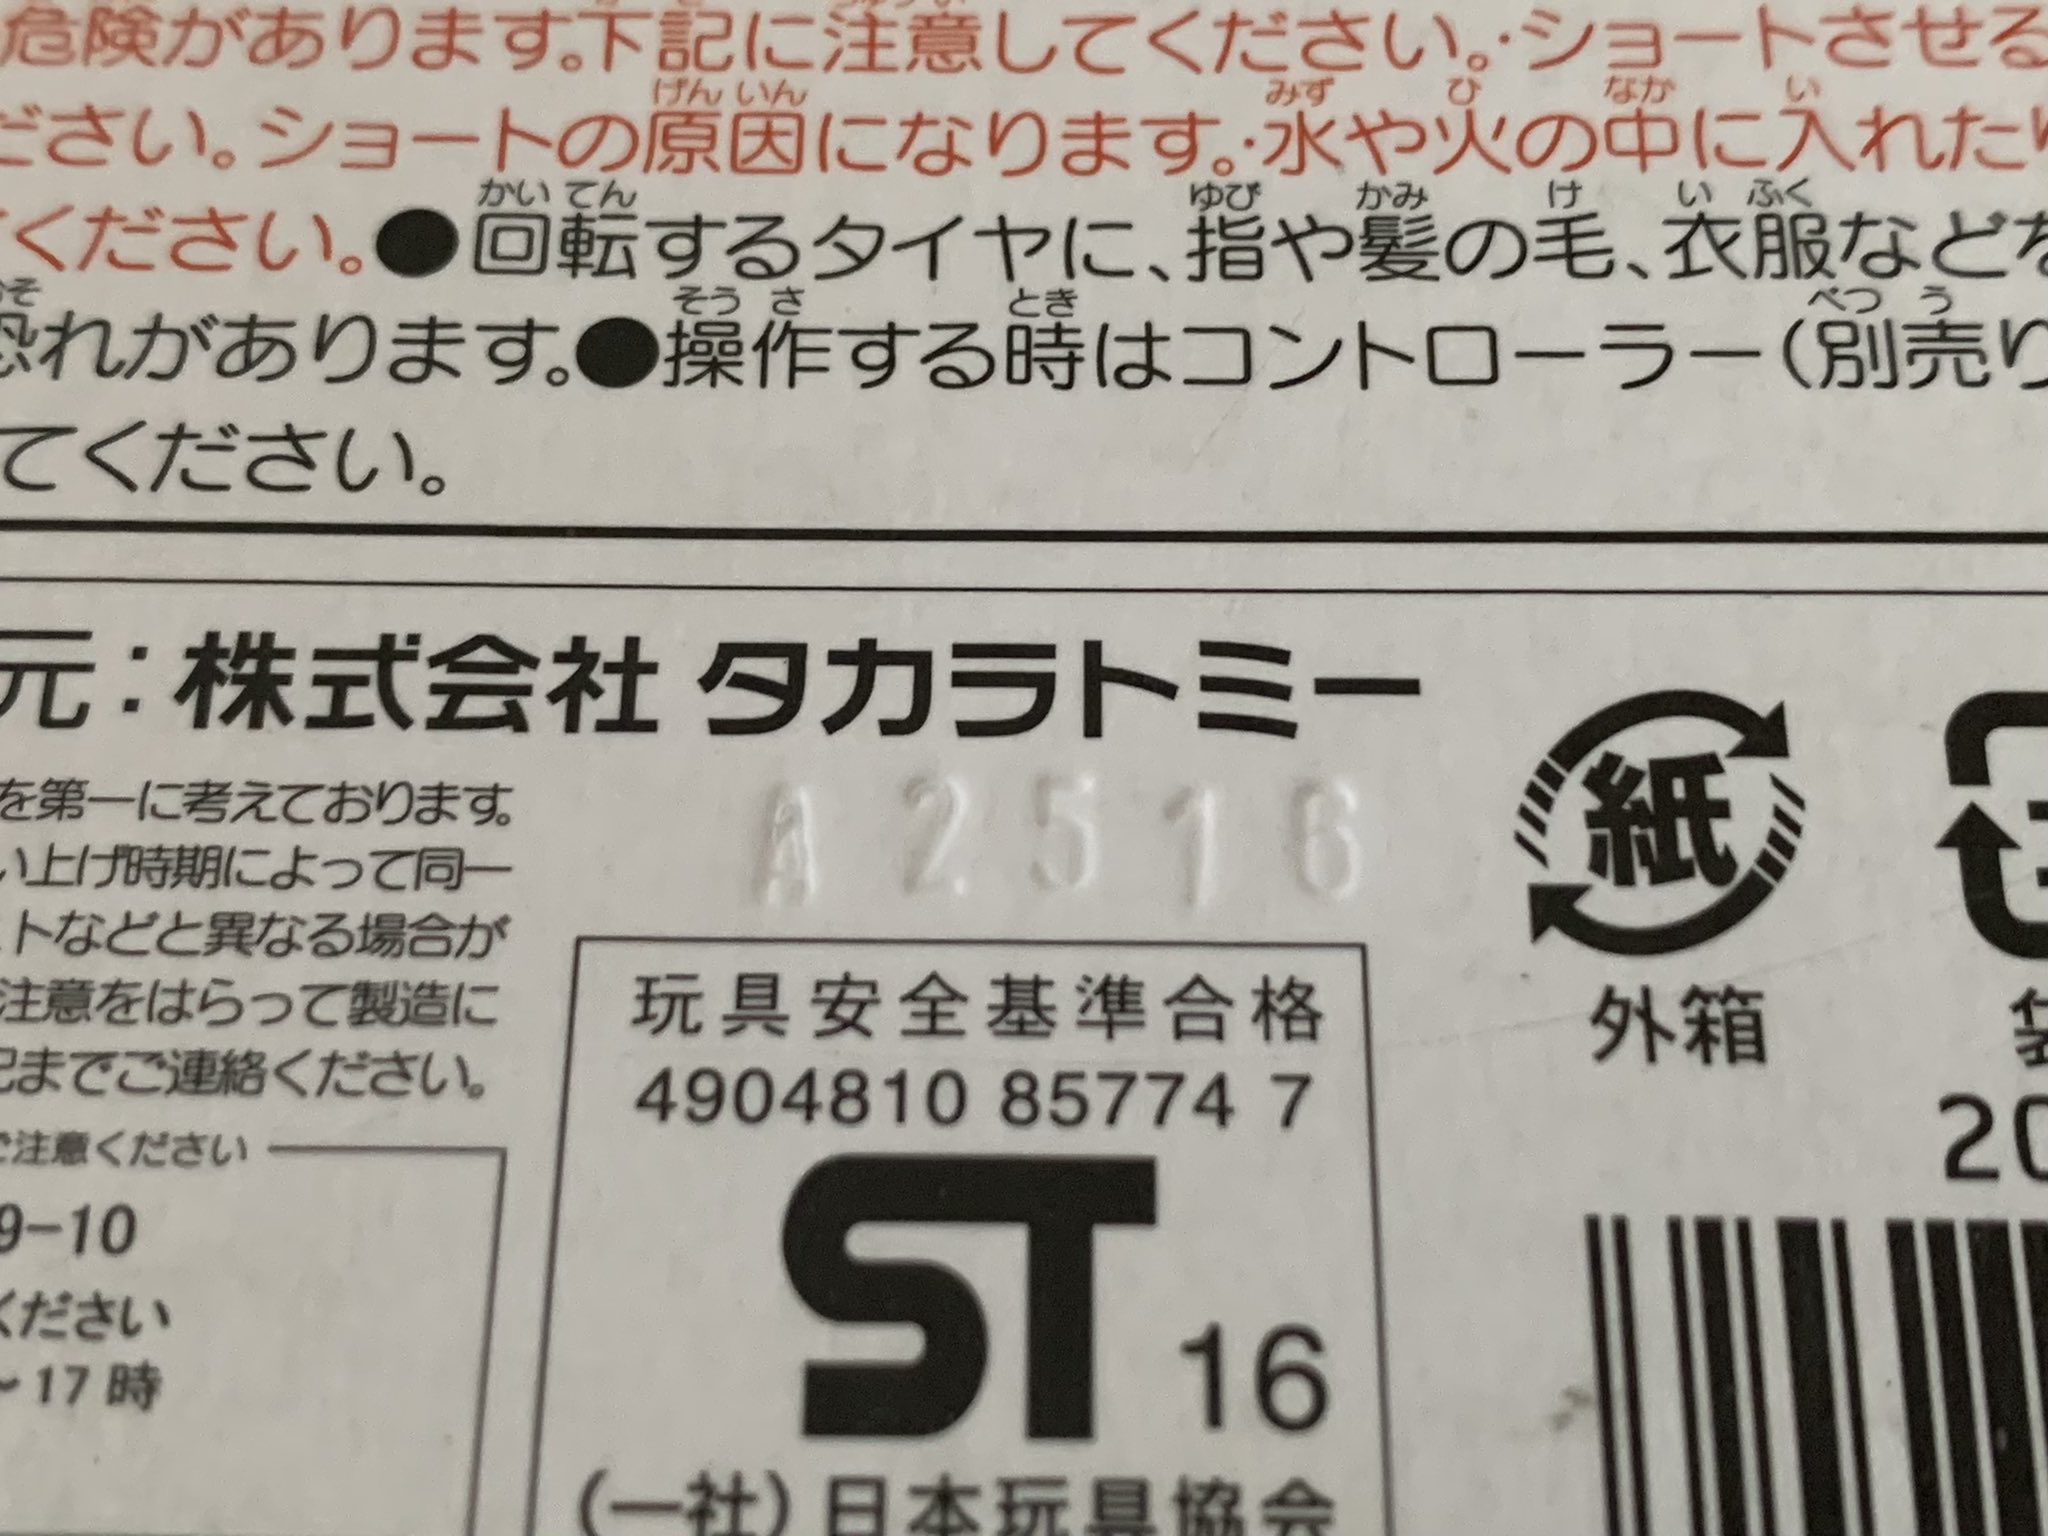 危険があります。下記に注意してください。・ショートさせる
ださい。ショートの原因になります。・水や火の中に入れたり
てください。●回転するタイヤに、指や髪の毛、衣服などを
恐れがあります。●操作する時はコントローラー(別売り
てください。
元：株式会社 タカラトミー
を第一に考えております。
い上げ時期によって同一
ストなどと異なる場合が
注意をはらって製造に
記までご連絡ください。
ご注意ください
9-10
ください
~17時
A2516
玩具安全基準合格
4904810 85774 7
ST 16
(一社)日本玩具協会
紙
外箱
袋
20